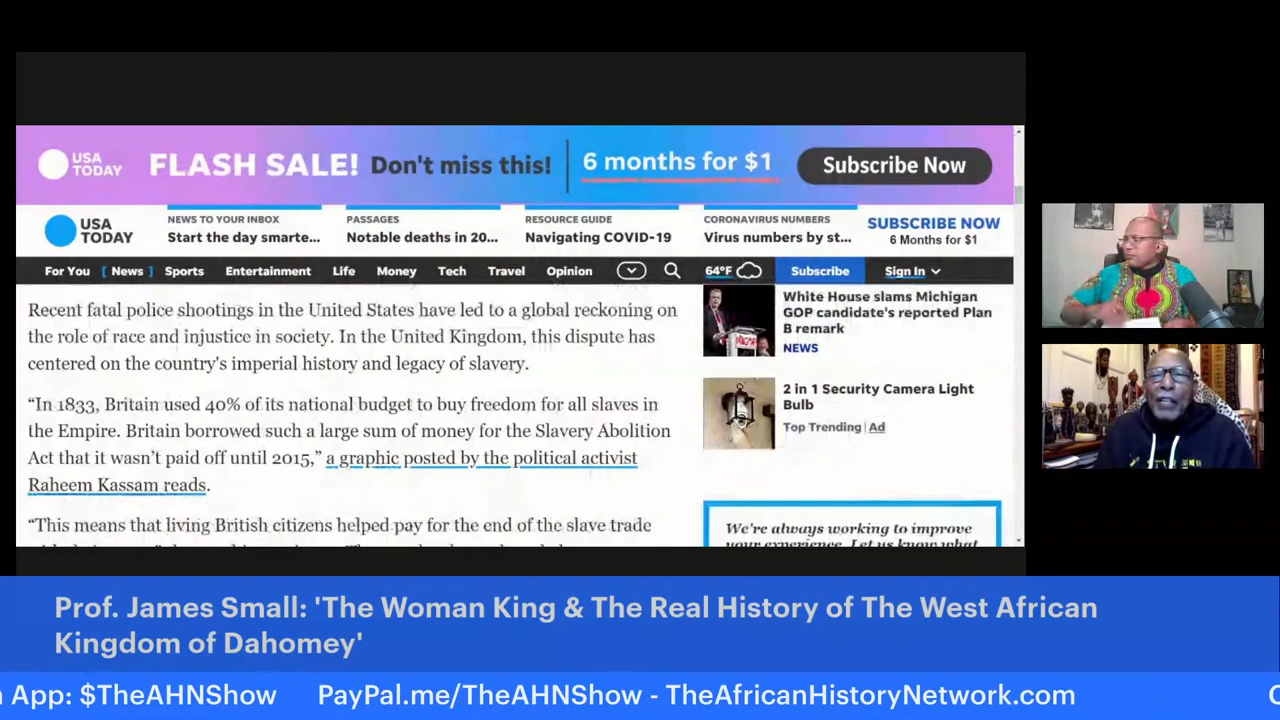 USA TODAY
FLASH SALE! Don't miss this!
6 months for $1
Subscribe Now
USA TODAY
NEWS TO YOUR INBOX
Start the day smarte...
PASSAGES
Notable deaths in 20...
RESOURCE GUIDE
Navigating COVID-19
CORONAVIRUS NUMBERS
Virus numbers by st...
SUBSCRIBE NOW
6 Months for $1
For You [ News ] Sports Entertainment Life Money Tech Travel Opinion 64°F Subscribe Sign In
Recent fatal police shootings in the United States have led to a global reckoning on
the role of race and injustice in society. In the United Kingdom, this dispute has
centered on the country's imperial history and legacy of slavery.
“In 1833, Britain used 40% of its national budget to buy freedom for all slaves in
the Empire. Britain borrowed such a large sum of money for the Slavery Abolition
Act that it wasn’t paid off until 2015,” a graphic posted by the political activist
Raheem Kassam reads.
“This means that living British citizens helped pay for the end of the slave trade
White House slams Michigan
GOP candidate's reported Plan
B remark
NEWS
2 in 1 Security Camera Light
Bulb
Top Trending | Ad
We're always working to improve
your experience. Let us know what
Prof. James Small: 'The Woman King & The Real History of The West African
Kingdom of Dahomey'
App: $TheAHNShow PayPal.me/TheAHNShow - TheAfricanHistoryNetwork.com